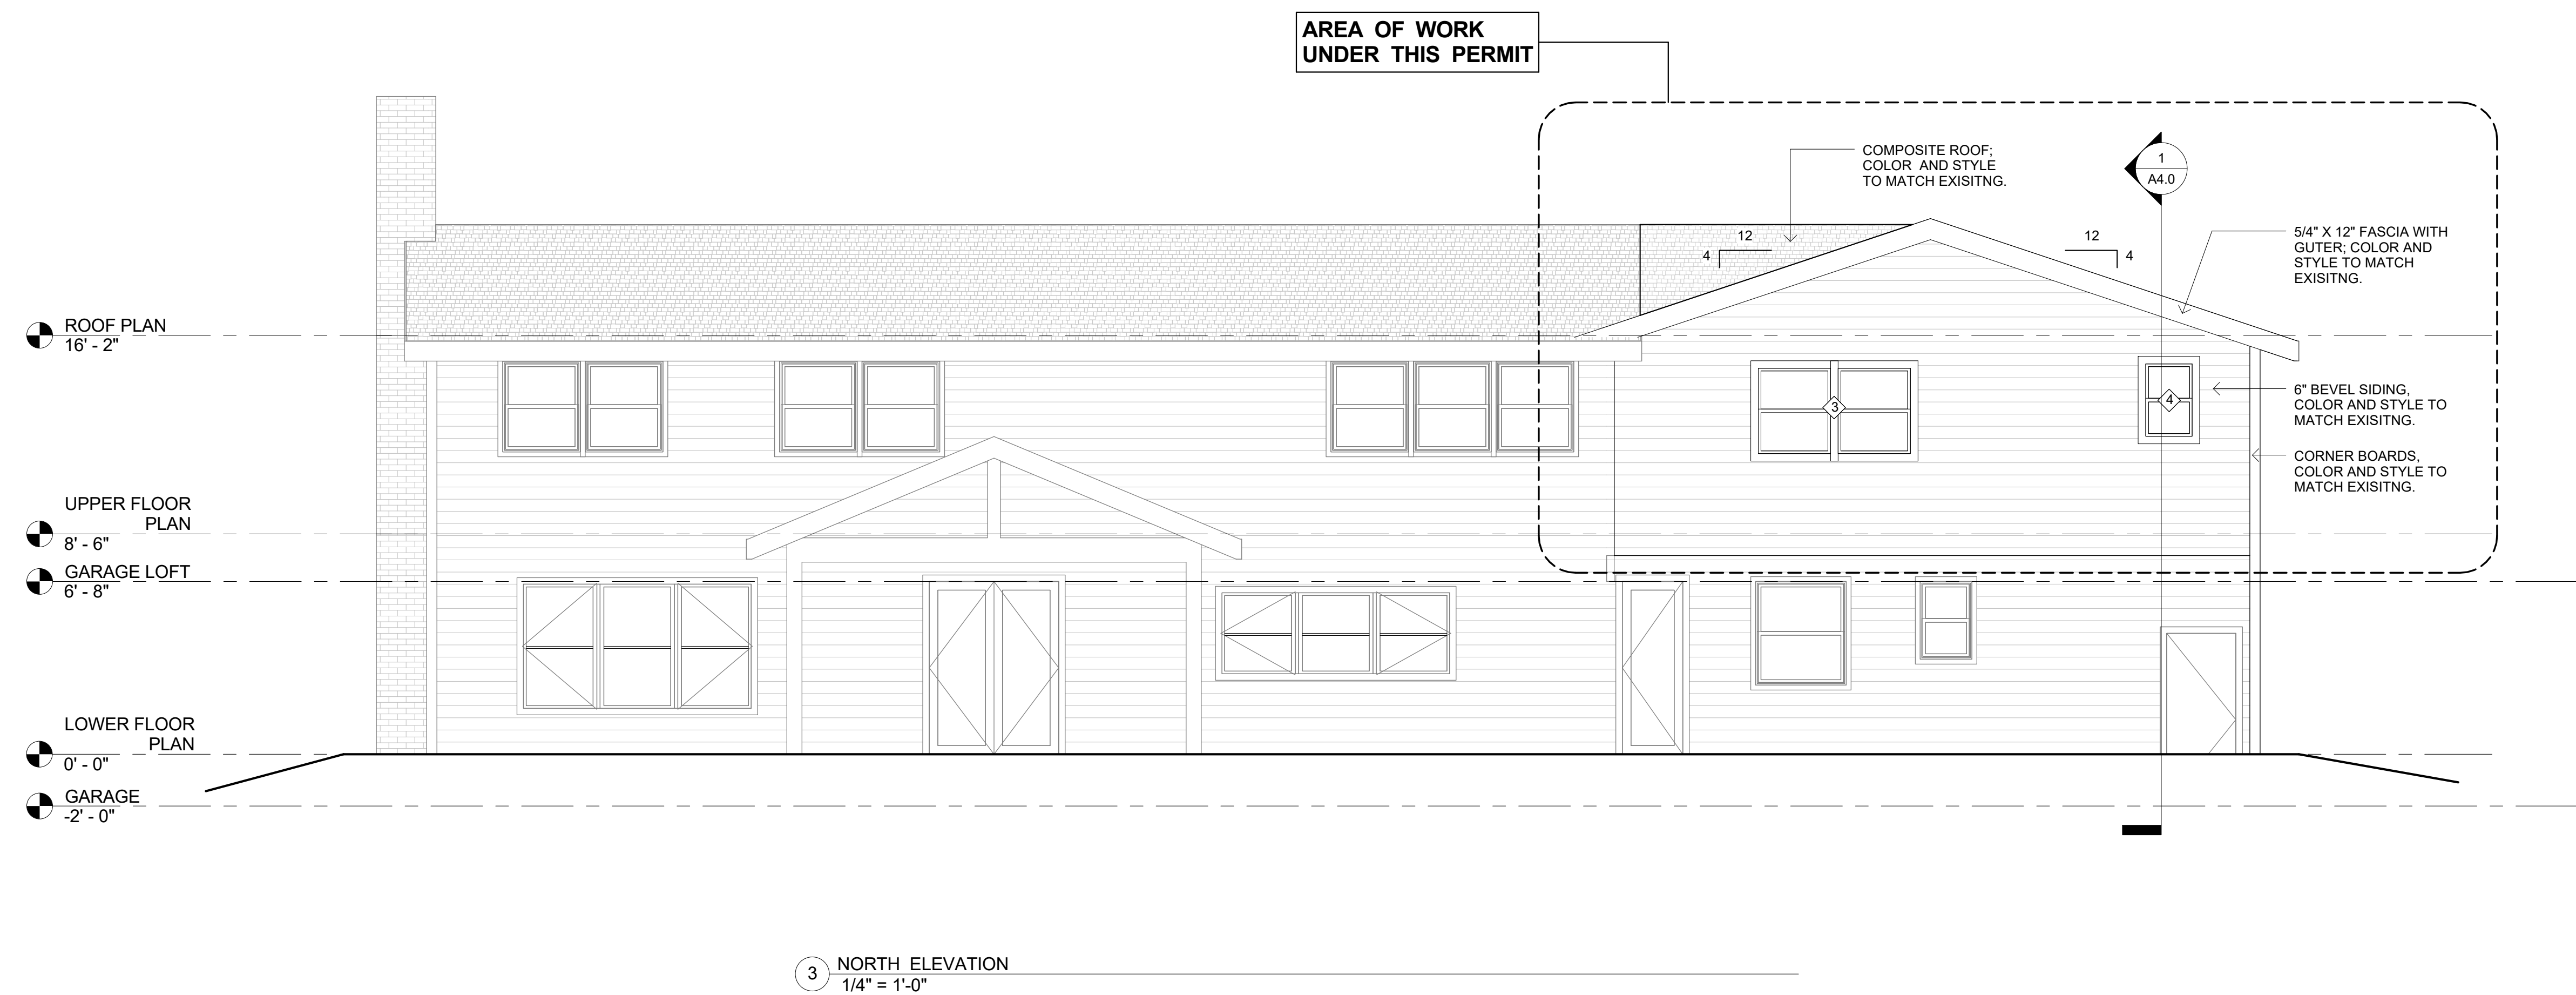 AREA OF WORK
UNDER THIS PERMIT
COMPOSITE ROOF;
COLOR AND STYLE
TO MATCH EXISITNG.
1
A4.0
12
4
12
4
5/4" X 12" FASCIA WITH
GUTER; COLOR AND
STYLE TO MATCH
EXISITNG.
ROOF PLAN
16' - 2"
3
4
6" BEVEL SIDING,
COLOR AND STYLE TO
MATCH EXISITNG.
CORNER BOARDS,
COLOR AND STYLE TO
MATCH EXISITNG.
UPPER FLOOR
PLAN
8' - 6"
GARAGE LOFT
6' - 8"
LOWER FLOOR
PLAN
0' - 0"
GARAGE
-2' - 0"
3
NORTH ELEVATION
1/4" = 1'-0"